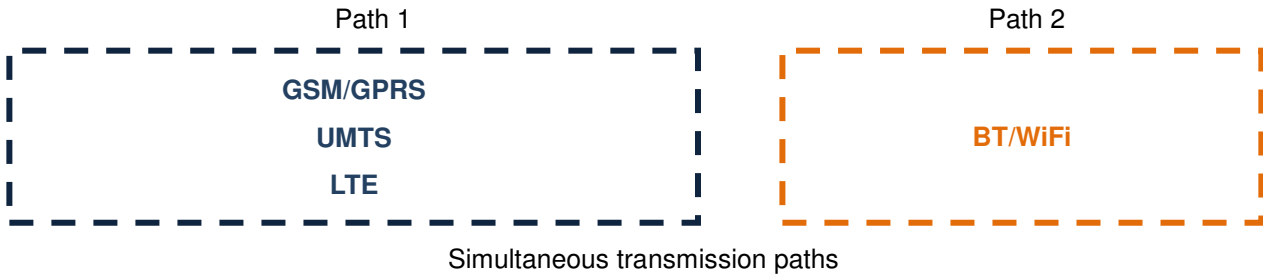 Path 1
Path 2
GSM/GPRS
UMTS
LTE
BT/WiFi
Simultaneous transmission paths